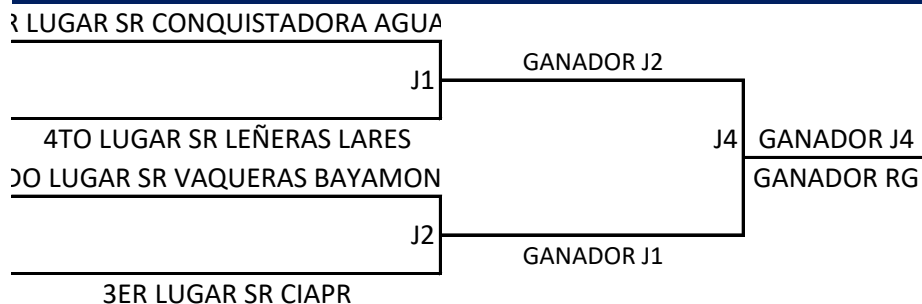 R LUGAR SR CONQUISTADORA AGUA
GANADOR J2
J1
4TO LUGAR SR LEÑERAS LARES
J4 GANADOR J4
DO LUGAR SR VAQUERAS BAYAMON
GANADOR RG
J2
GANADOR J1
3ER LUGAR SR CIAPR